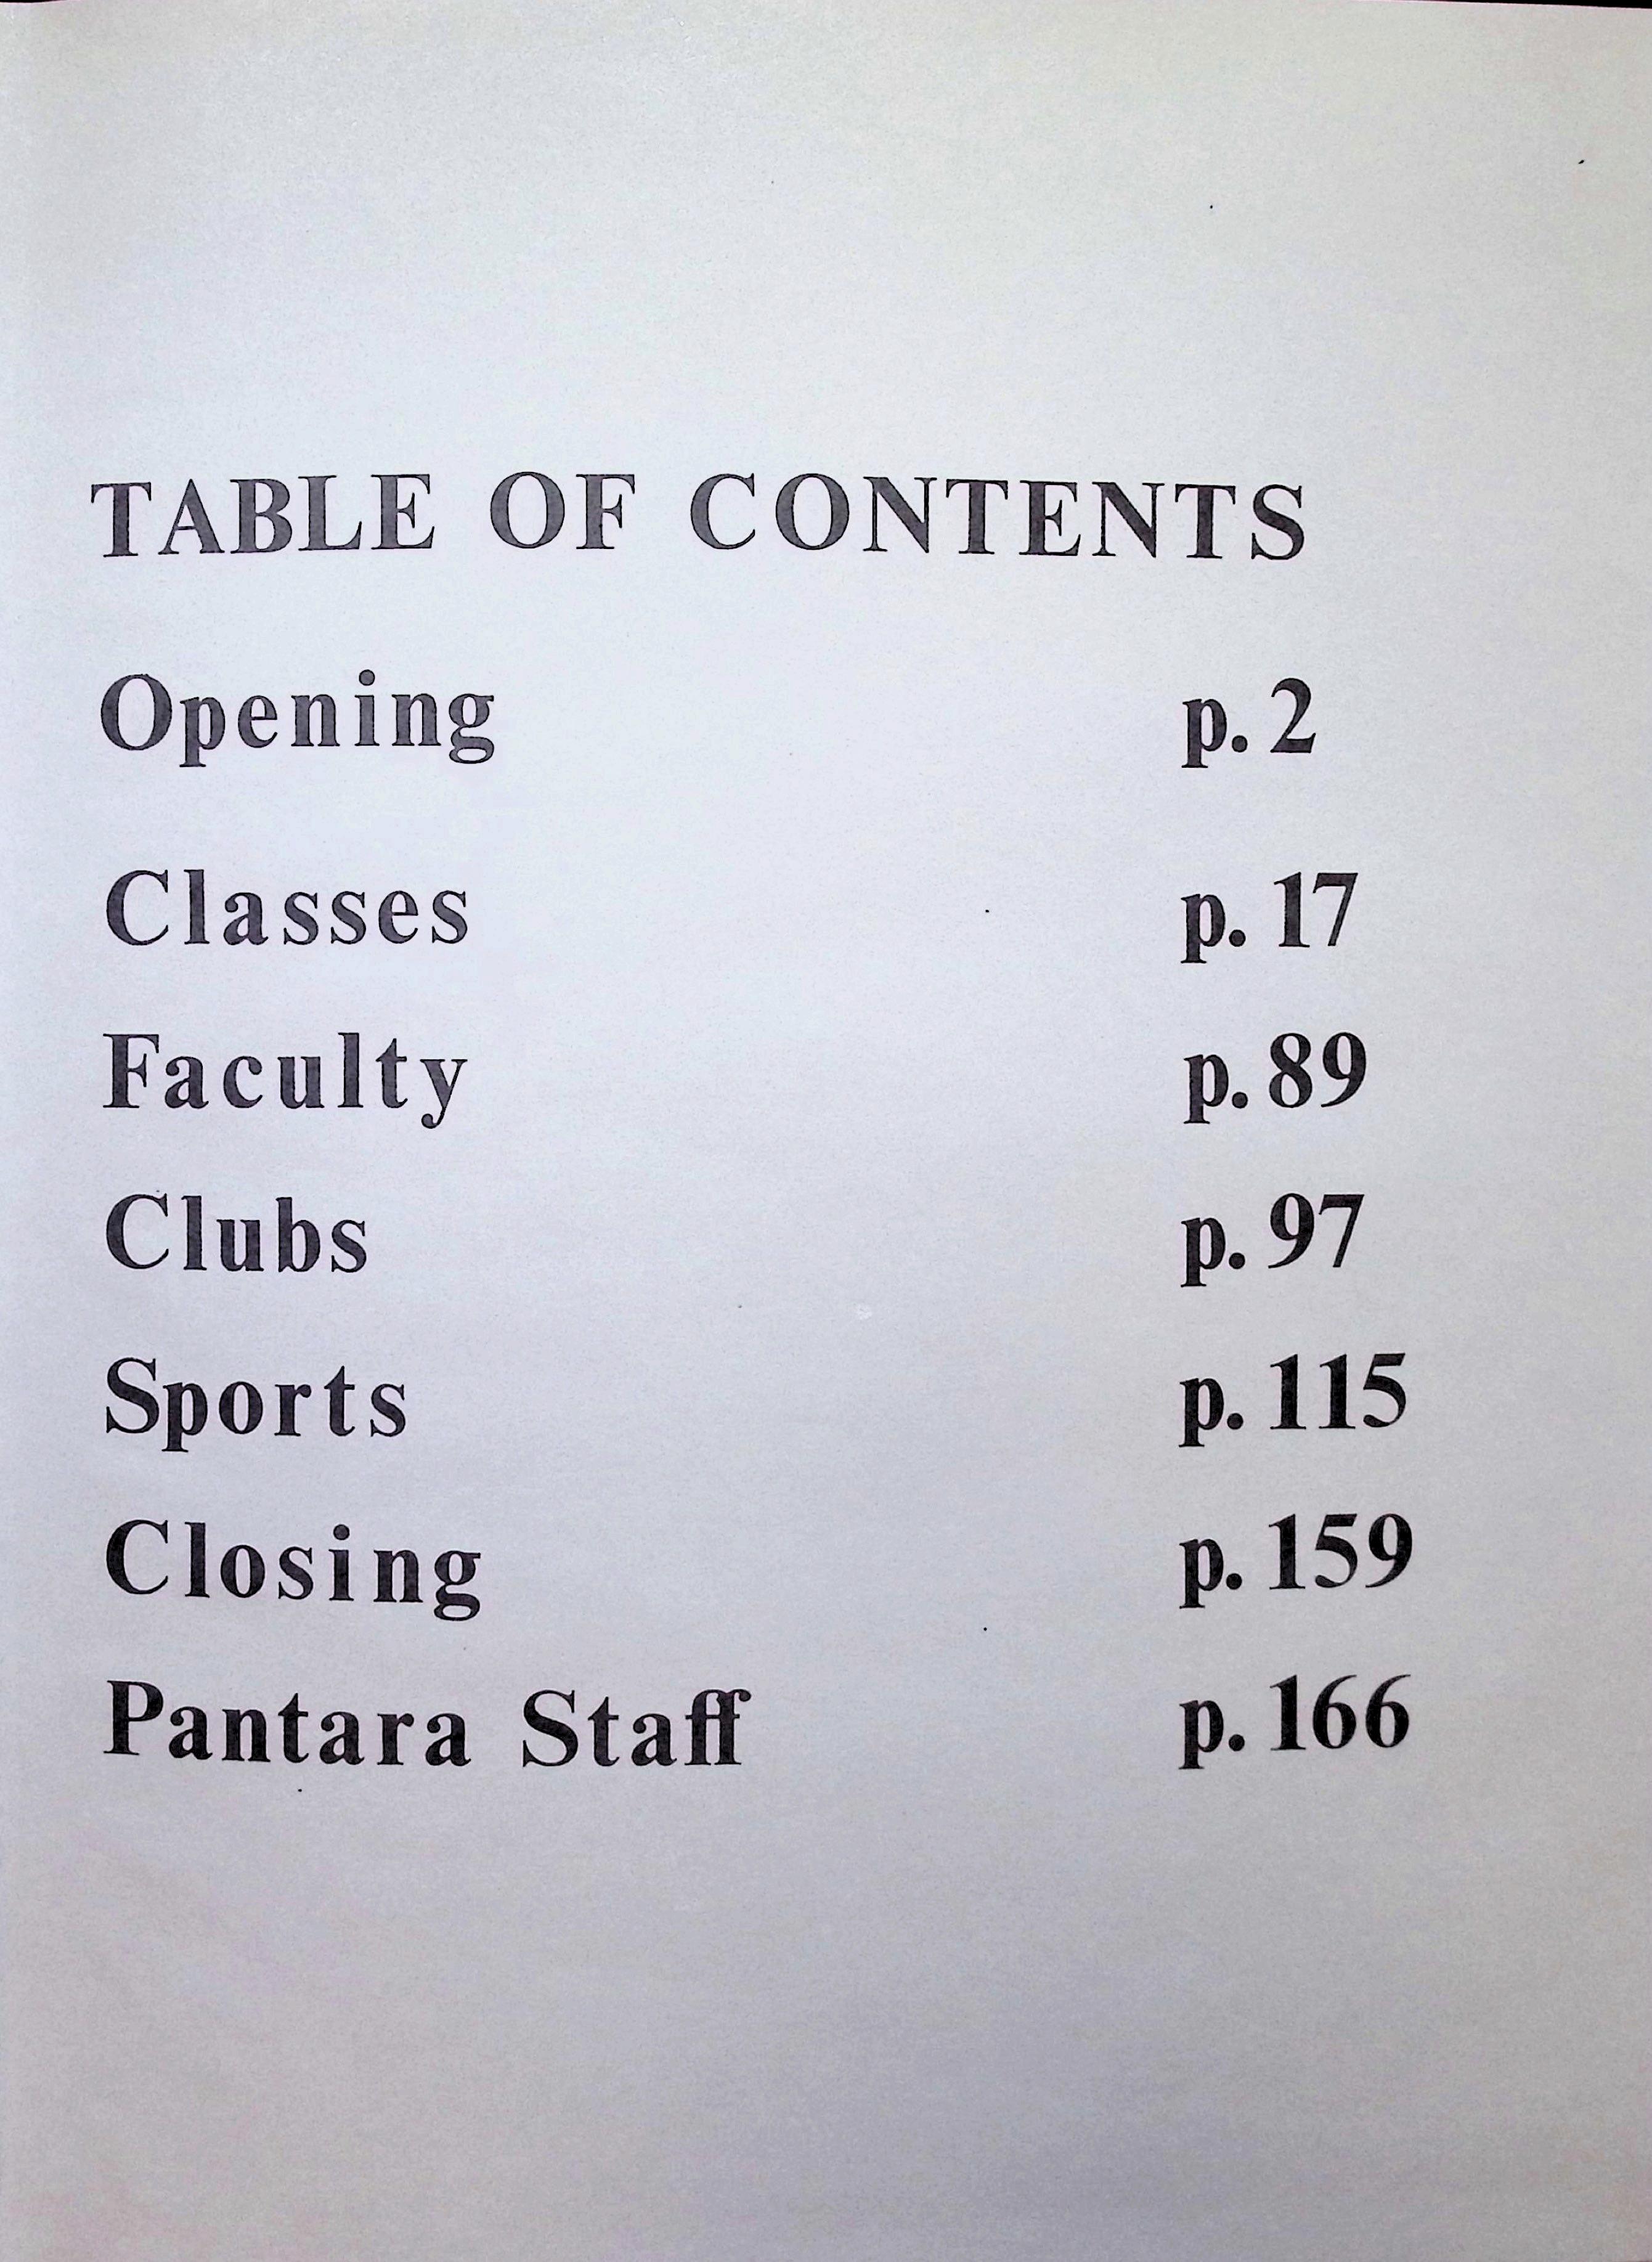 TABLE OF CONTENTS
Opening p. 2
Classes p. 17
Faculty p. 89
Clubs p. 97
Sports p. 115
Closing p. 159
Pantara Staff p. 166